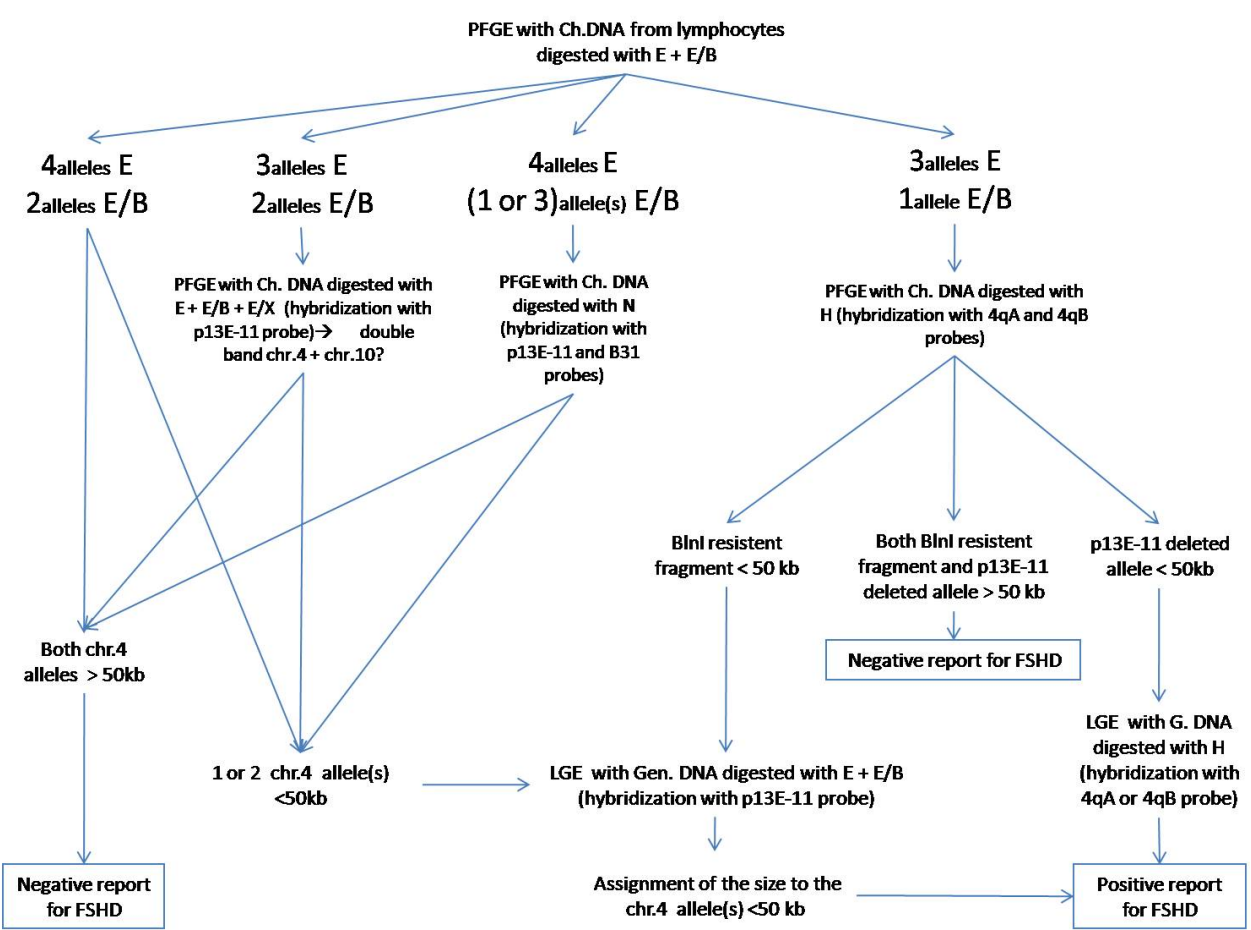 PFGE with Ch.DNA from lymphocytes
digested with E + E/B
4alleles E
2alleles E/B
3alleles E
2alleles E/B
4alleles E
(1 or 3)allele(s) E/B
3alleles E
1allele E/B
PFGE with Ch. DNA digested with
E + E/B + E/X (hybridization with
p13E-11 probe)→ double
band chr.4 + chr.10?
PFGE with Ch. DNA
digested with N
(hybridization with
p13E-11 and B31
probes)
PFGE with Ch. DNA digested with
H (hybridization with 4qA and 4qB
probes)
BlnI resistent
fragment < 50 kb
Both BlnI resistent
fragment and p13E-11
deleted allele > 50 kb
p13E-11 deleted
allele < 50kb
Both chr.4
alleles > 50kb
Negative report for FSHD
1 or 2 chr.4 allele(s)
<50kb
LGE with Gen. DNA digested with E + E/B
(hybridization with p13E-11 probe)
LGE with G. DNA
digested with H
(hybridization with
4qA or 4qB probe)
Negative report
for FSHD
Assignment of the size to the
chr.4 allele(s) <50 kb
Positive report
for FSHD